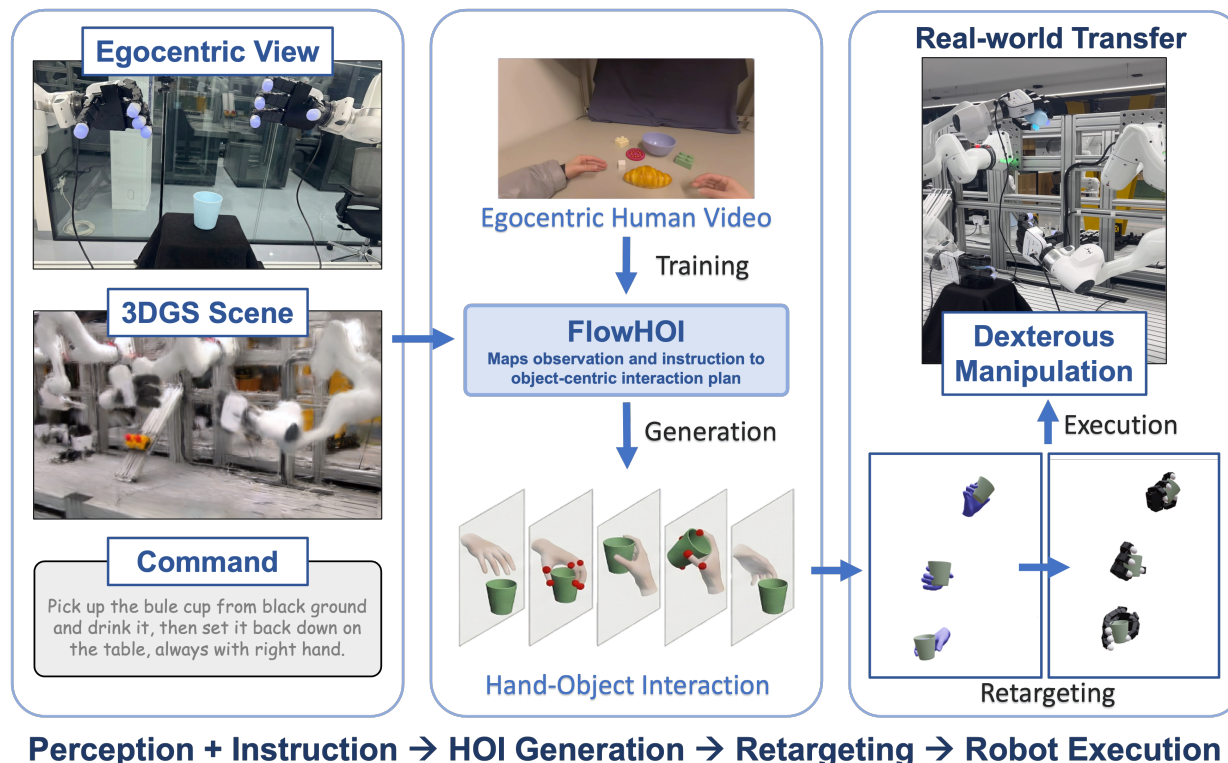 Egocentric View
3DGS Scene
Command
Pick up the bule cup from black ground
and drink it, then set it back down on
the table, always with right hand.
Egocentric Human Video
Training
FlowHOI
Maps observation and instruction to
object-centric interaction plan
Generation
Hand-Object Interaction
Real-world Transfer
Dexterous
Manipulation
Execution
Retargeting
Perception + Instruction → HOI Generation → Retargeting → Robot Execution